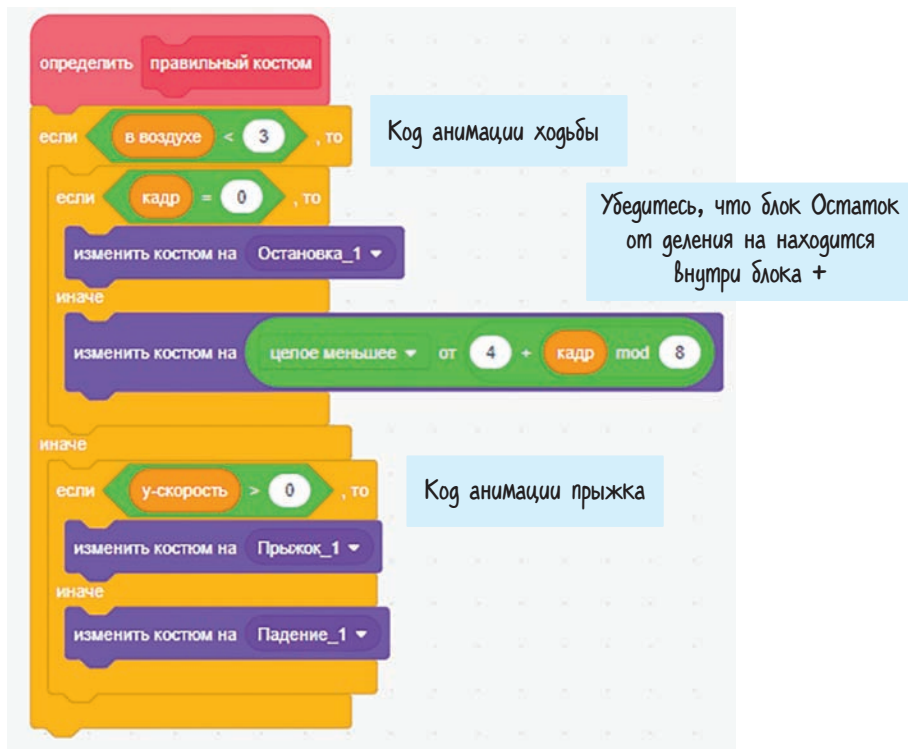 определить правильный костюм
если в воздухе < 3 , то
Код анимации ходьбы
если кадр = 0 , то
Убедитесь, что блок Остаток
от деления на находится
внутри блока +
изменить костюм на Остановка_1
иначе
изменить костюм на целое меньшее от 4 + кадр mod 8
иначе
если y-скорость > 0 , то
Код анимации прыжка
изменить костюм на Прыжок_1
иначе
изменить костюм на Падение_1